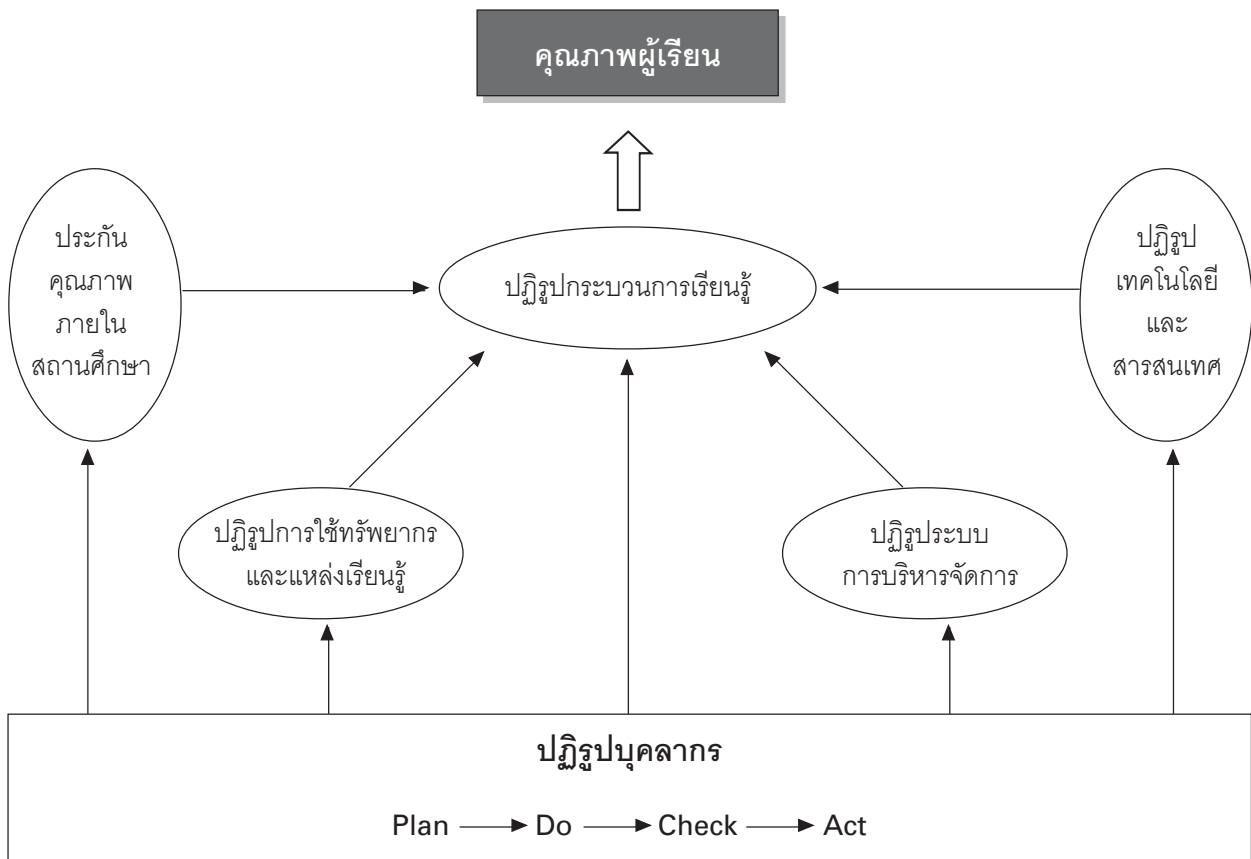 คุณภาพผู้เรียน
ประกัน
คุณภาพ
ภายใน
สถานศึกษา
ปฏิรูปกระบวนการเรียนรู้
ปฏิรูป
เทคโนโลยี
และ
สารสนเทศ
ปฏิรูปการใช้ทรัพยากร
และแหล่งเรียนรู้
ปฏิรูประบบ
การบริหารจัดการ
ปฏิรูปบุคลากร
Plan Do Check Act